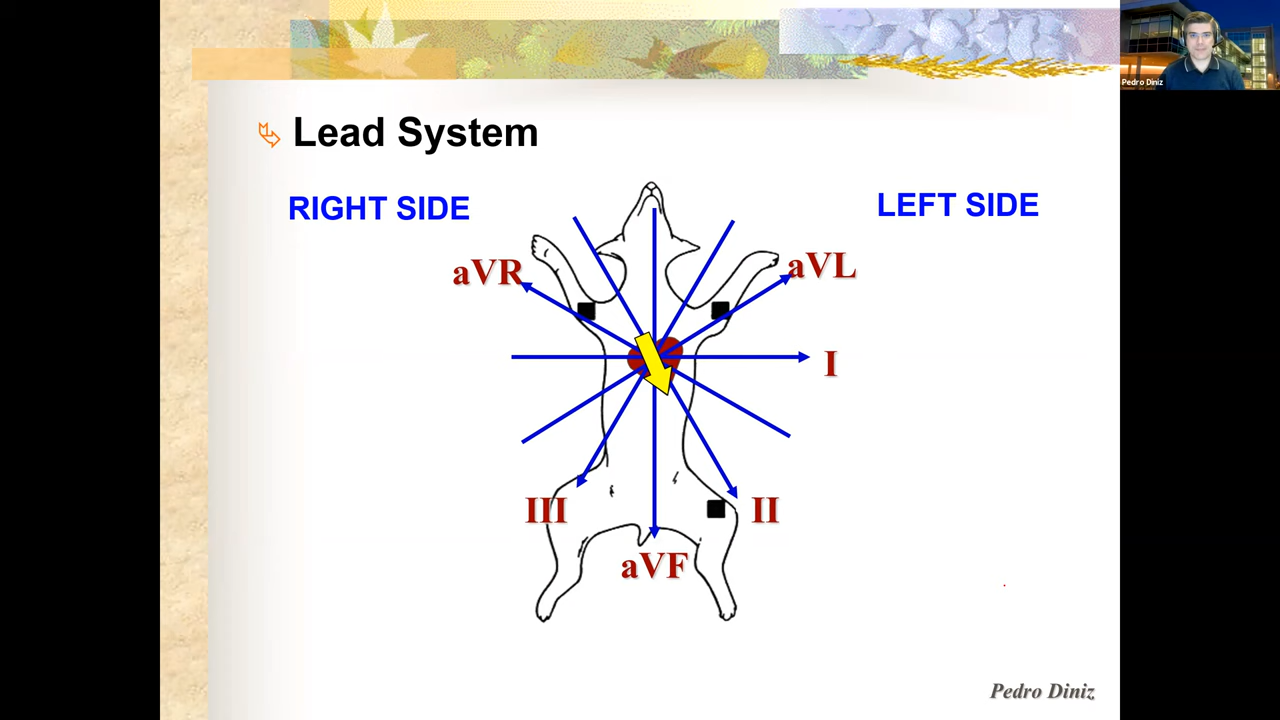 Pedro Diniz
Lead System
RIGHT SIDE
LEFT SIDE
aVR
aVL
I
III
II
aVF
Pedro Diniz